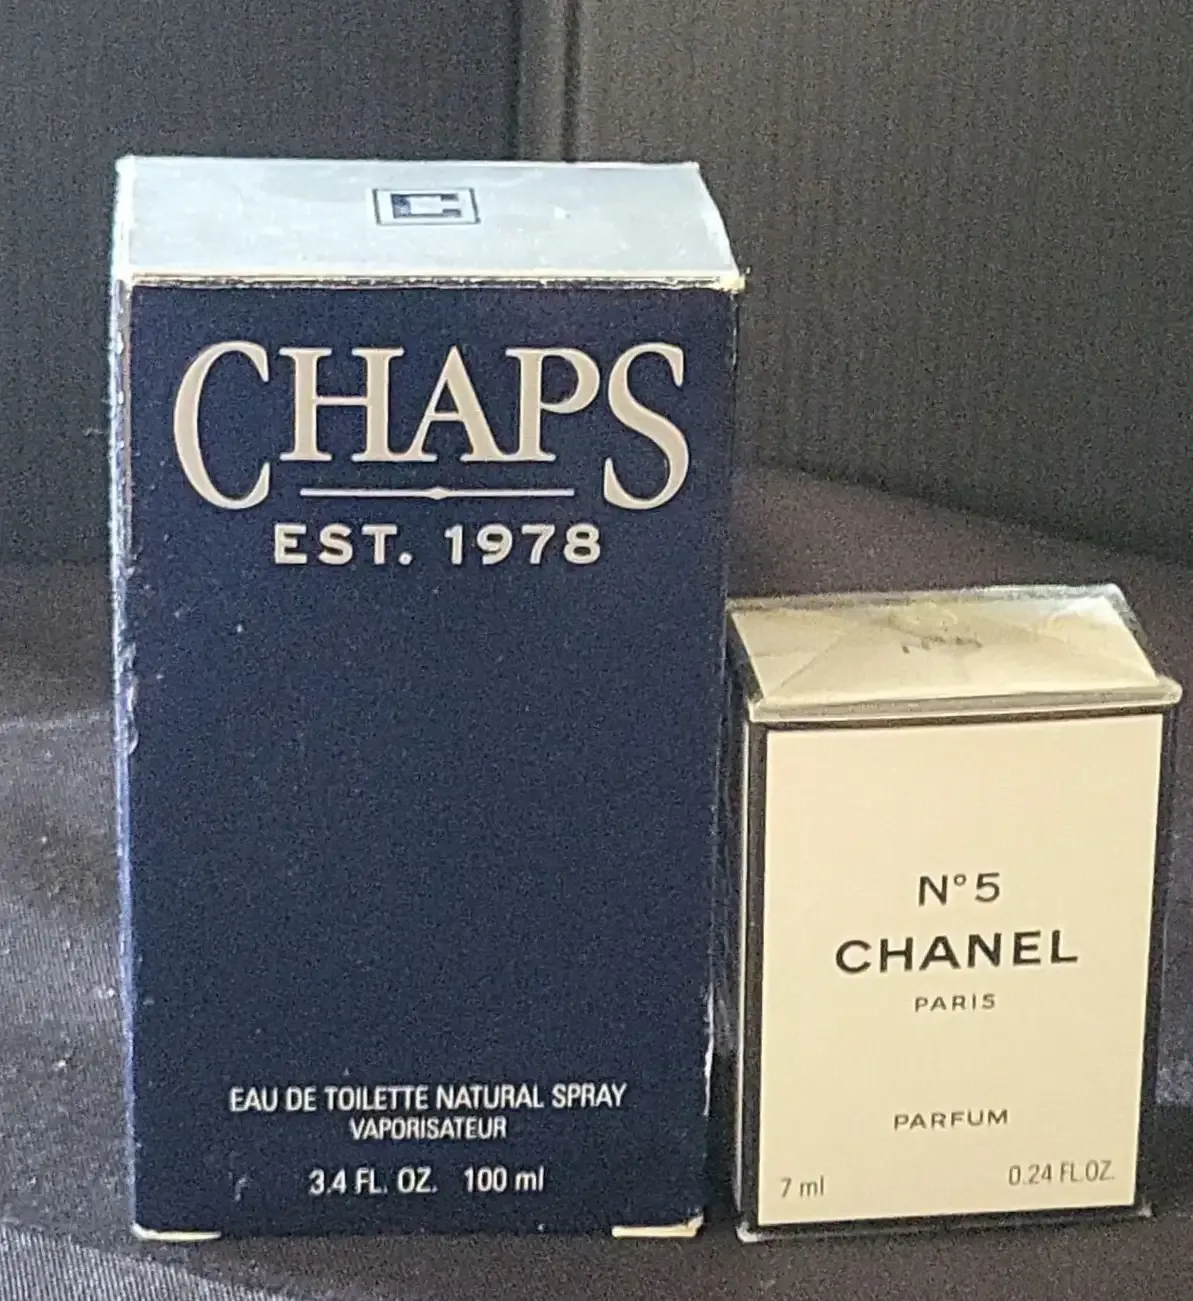 C
CHAPS
EST. 1978
EAU DE TOILETTE NATURAL SPRAY
VAPORISATEUR
3.4 FL. OZ. 100 ml
N°5
CHANEL
PARIS
PARFUM
7 ml 0.24 FL.OZ.